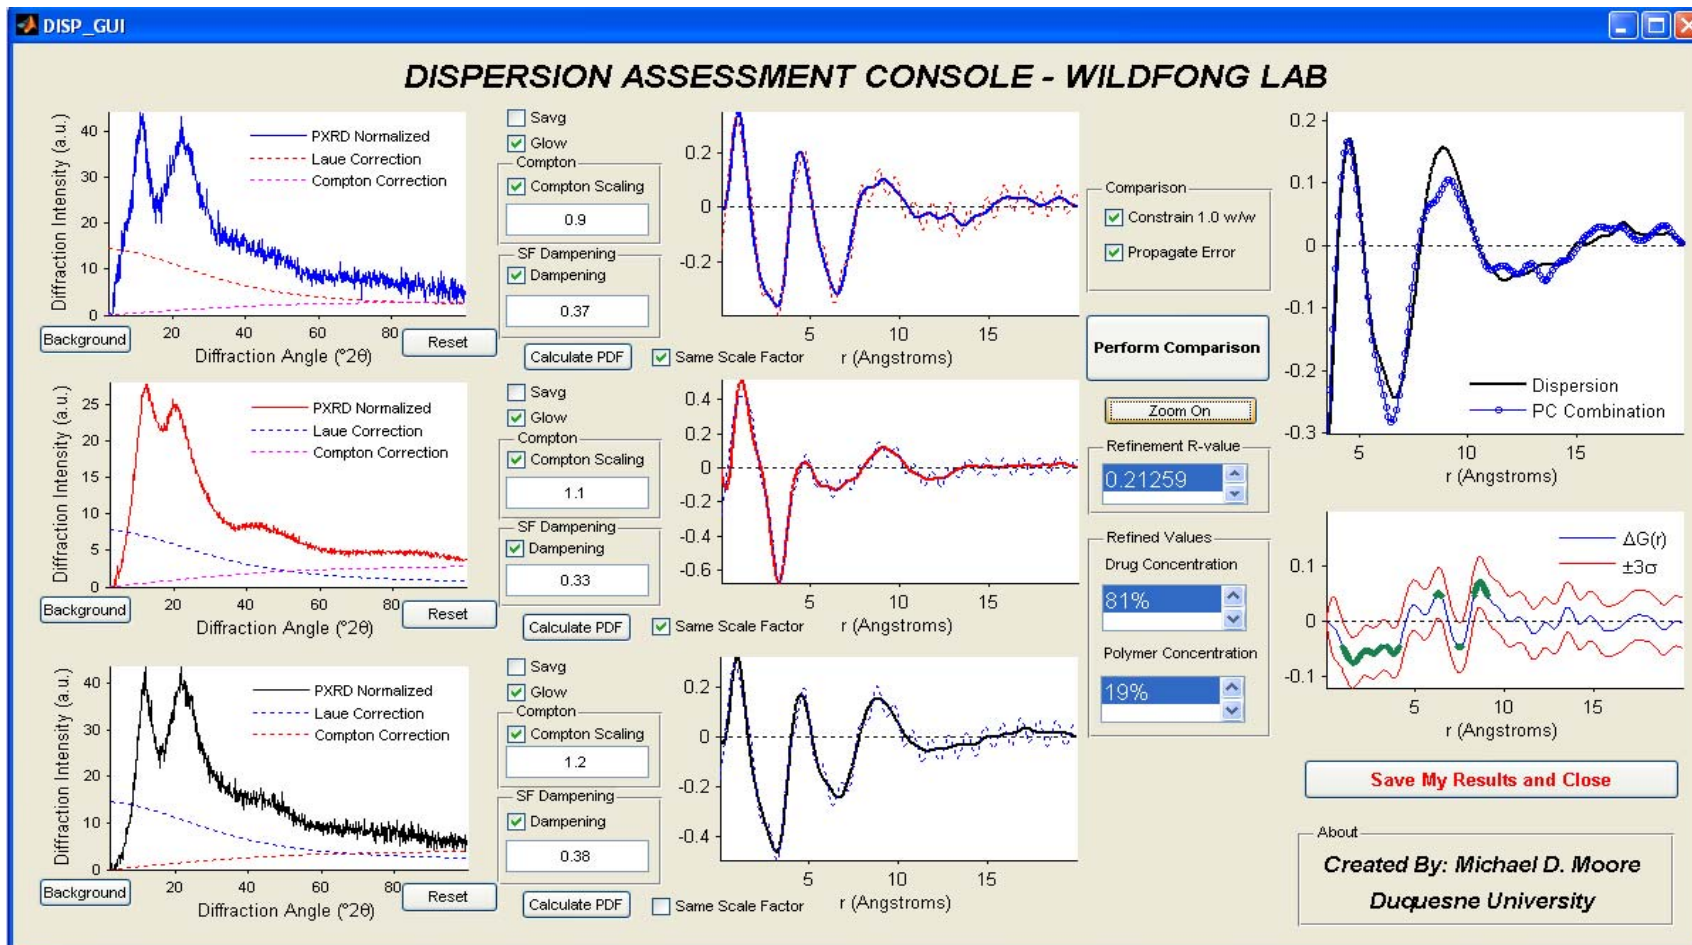 DISP_GUI
DISPERSION ASSESSMENT CONSOLE - WILDFONG LAB
Diffraction Intensity (a.u.)
40
30
20
10
0
PXRD Normalized
Laue Correction
Compton Correction
20
40
60
80
Background
Diffraction Angle (°2θ)
Reset
Savg
Glow
Compton
Compton Scaling
0.9
SF Dampening
Dampening
0.37
Calculate PDF
Same Scale Factor
0.2
0
-0.2
5
10
15
r (Angstroms)
Diffraction Intensity (a.u.)
25
20
15
10
5
0
PXRD Normalized
Laue Correction
Compton Correction
20
40
60
80
Background
Diffraction Angle (°2θ)
Reset
Savg
Glow
Compton
Compton Scaling
1.1
SF Dampening
Dampening
0.33
Calculate PDF
Same Scale Factor
0.4
0.2
0
-0.2
-0.4
-0.6
5
10
15
r (Angstroms)
Diffraction Intensity (a.u.)
40
30
20
10
0
PXRD Normalized
Laue Correction
Compton Correction
20
40
60
80
Background
Diffraction Angle (°2θ)
Reset
Savg
Glow
Compton
Compton Scaling
1.2
SF Dampening
Dampening
0.38
Calculate PDF
Same Scale Factor
0.2
0
-0.2
-0.4
5
10
15
r (Angstroms)
Comparison
Constrain 1.0 w/w
Propagate Error
Perform Comparison
Zoom On
Refinement R-value
0.21259
Refined Values
Drug Concentration
81%
Polymer Concentration
19%
0.2
0.1
0
-0.1
-0.2
-0.3
Dispersion
PC Combination
5
10
15
r (Angstroms)
0.1
0
-0.1
ΔG(r)
±3σ
5
10
15
r (Angstroms)
Save My Results and Close
About
Created By: Michael D. Moore
Duquesne University